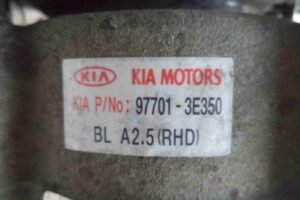 KIA KIA MOTORS
KIA P/No: 97701-3E350
BL A2.5(RHD)